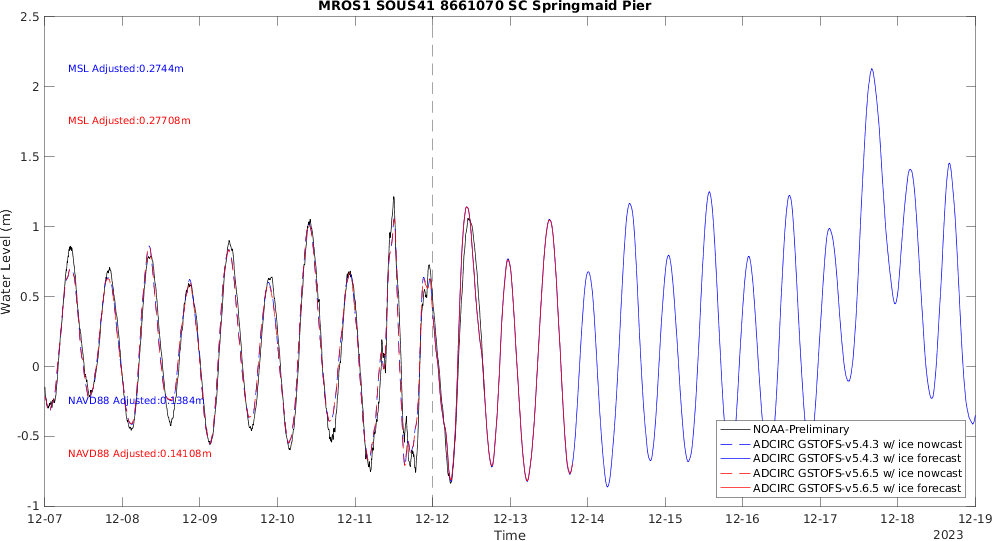 MROS1 SOUS41 8661070 SC Springmaid Pier
2.5
MSL Adjusted:0.2744m
2
MSL Adjusted:0.27708m
1.5
1
Water Level (m)
0.5
0
NAVD88 Adjusted:0.1384m
-0.5
NAVD88 Adjusted:0.14108m
-1
NOAA-Preliminary
ADCIRC GSTOFS-v5.4.3 w/ ice nowcast
ADCIRC GSTOFS-v5.4.3 w/ ice forecast
ADCIRC GSTOFS-v5.6.5 w/ ice nowcast
ADCIRC GSTOFS-v5.6.5 w/ ice forecast
12-07 12-08 12-09 12-10 12-11 12-12 12-13 12-14 12-15 12-16 12-17 12-18 12-19
Time
2023